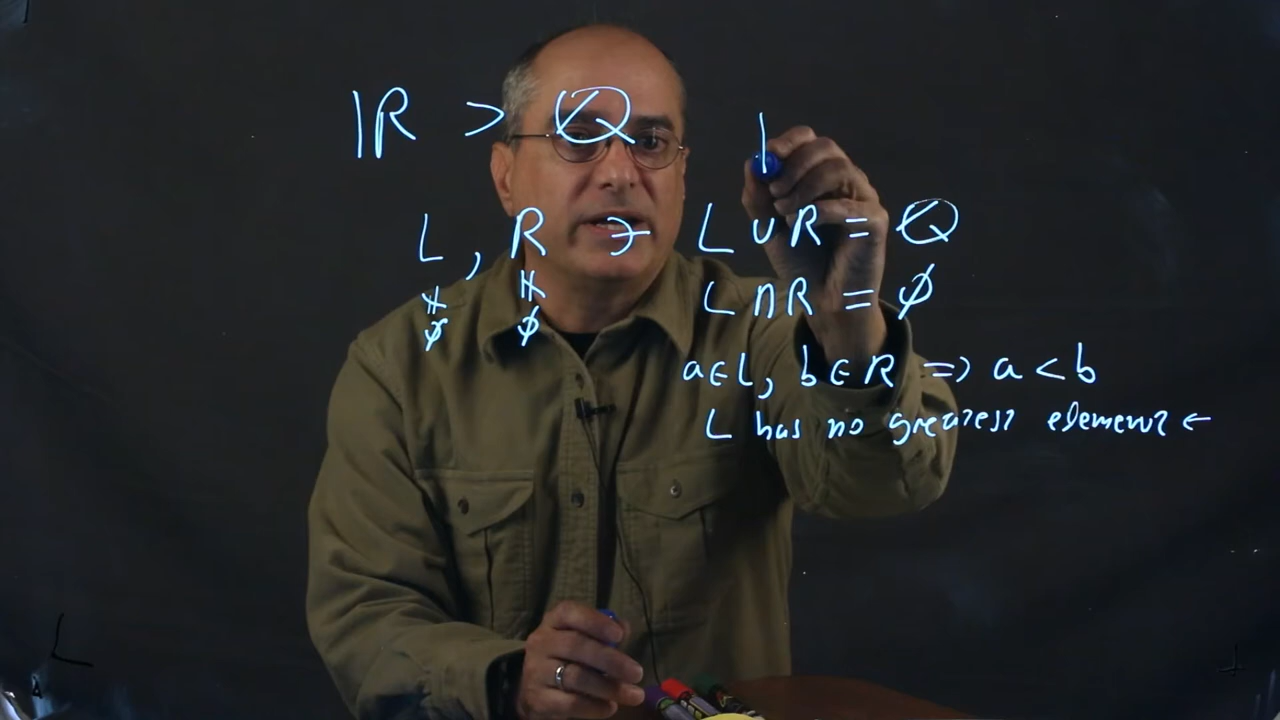 ℝ > ℚ |
L, R ∋ L ∪ R = ℚ
≠ ≠ L ∩ R = ∅
∅ ∅
a ∈ L, b ∈ R ⇒ a < b
L has no greatest element ←